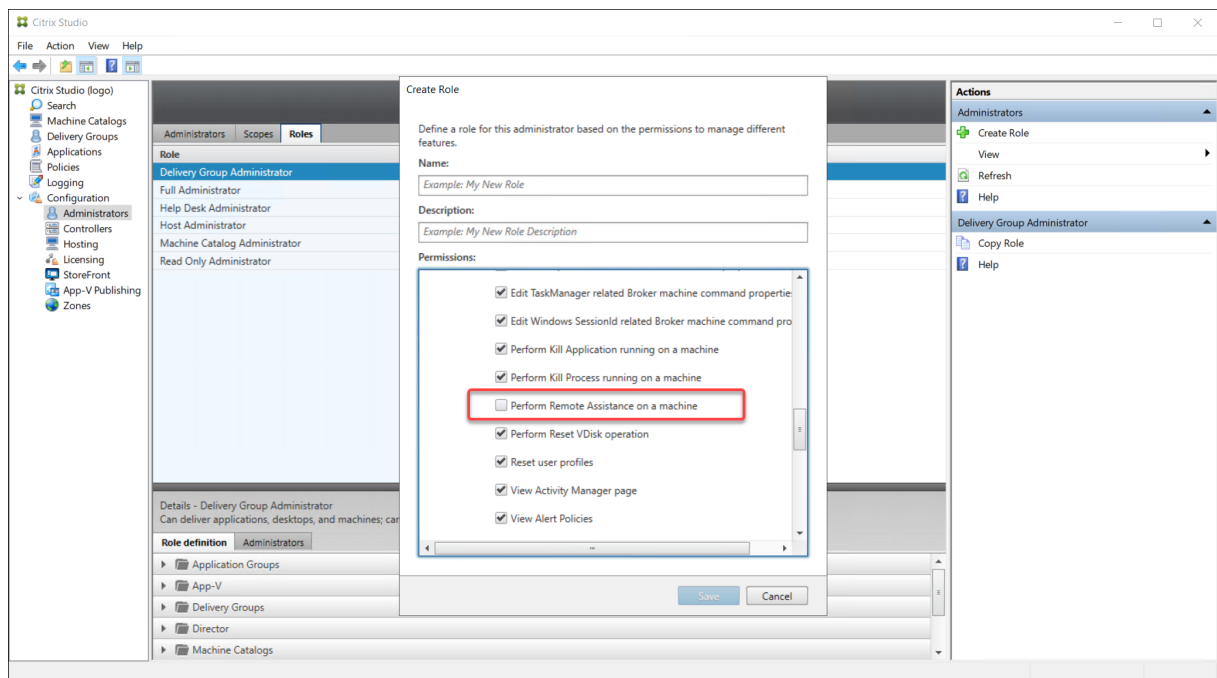 Citrix Studio
File Action View Help
Citrix Studio (logo)
Search
Machine Catalogs
Delivery Groups
Applications
Policies
Logging
Configuration
Administrators
Controllers
Hosting
Licensing
StoreFront
App-V Publishing
Zones
Administrators Scopes Roles
Role
Delivery Group Administrator
Full Administrator
Help Desk Administrator
Host Administrator
Machine Catalog Administrator
Read Only Administrator
Details - Delivery Group Administrator
Can deliver applications, desktops, and machines; car
Role definition Administrators
Application Groups
App-V
Delivery Groups
Director
Machine Catalogs
Create Role
Define a role for this administrator based on the permissions to manage different
features.
Name:
Example: My New Role
Description:
Example: My New Role Description
Permissions:
Edit TaskManager related Broker machine command propertie
Edit Windows SessionId related Broker machine command pro
Perform Kill Application running on a machine
Perform Kill Process running on a machine
Perform Remote Assistance on a machine
Perform Reset VDisk operation
Reset user profiles
View Activity Manager page
View Alert Policies
Save Cancel
Actions
Administrators
Create Role
View
Refresh
Help
Delivery Group Administrator
Copy Role
Help